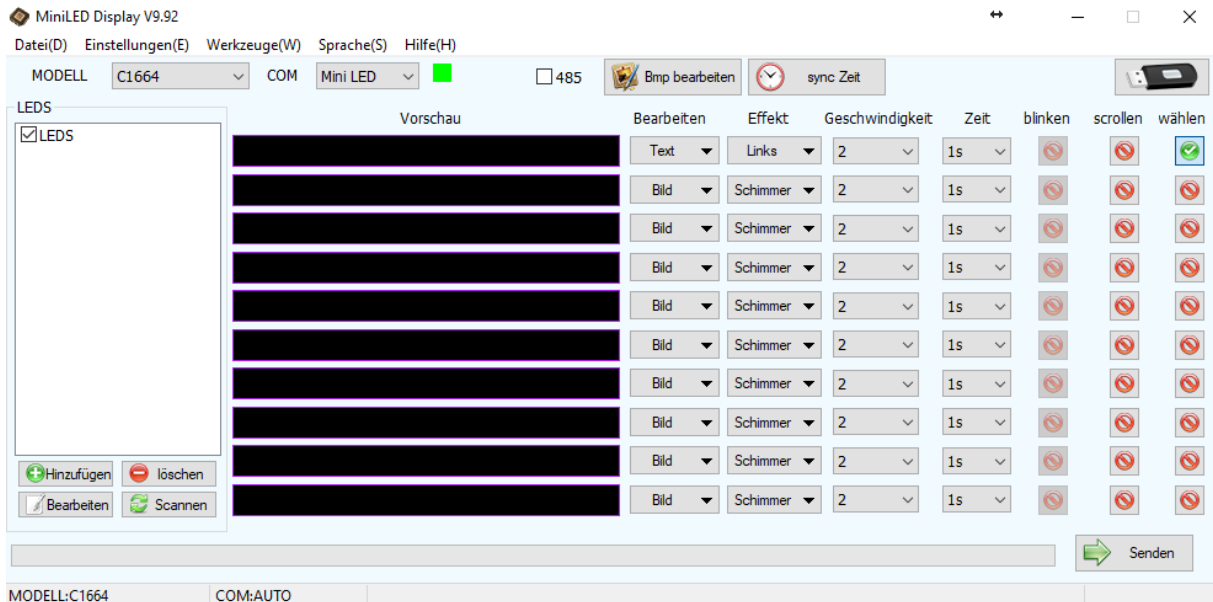 MiniLED Display V9.92
Datei(D) Einstellungen(E) Werkzeuge(W) Sprache(S) Hilfe(H)
MODELL C1664 COM Mini LED 485 Bmp bearbeiten sync Zeit
LEDS Vorschau Bearbeiten Effekt Geschwindigkeit Zeit blinken scrollen wählen
LEDS
Text Links 2 1s
Bild Schimmer 2 1s
Bild Schimmer 2 1s
Bild Schimmer 2 1s
Bild Schimmer 2 1s
Bild Schimmer 2 1s
Bild Schimmer 2 1s
Bild Schimmer 2 1s
Bild Schimmer 2 1s
Bild Schimmer 2 1s
Hinzufügen löschen
Bearbeiten Scannen
Senden
MODELL:C1664 COM:AUTO